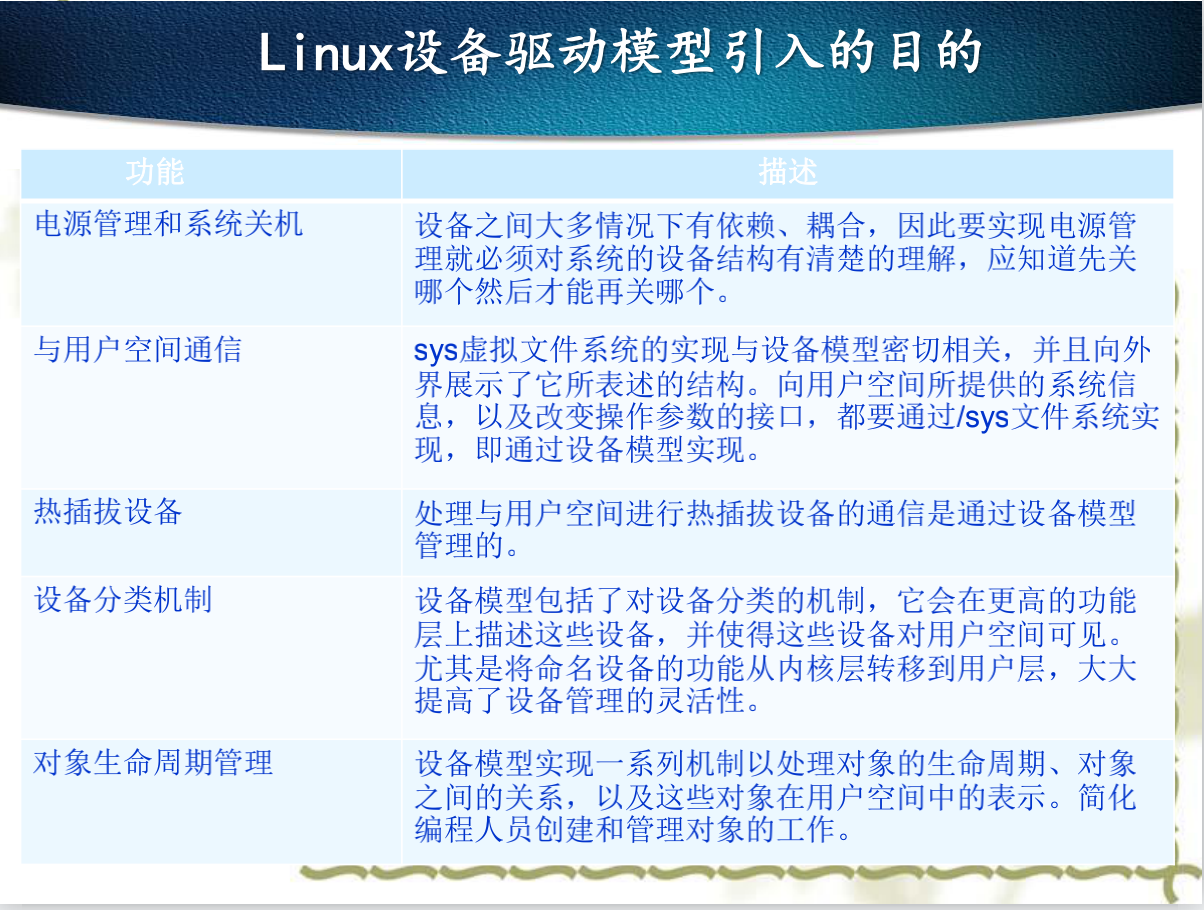 Linux设备驱动模型引入的目的
功能
描述
电源管理和系统关机
设备之间大多情况下有依赖、耦合，因此要实现电源管
理就必须对系统的设备结构有清楚的理解，应知道先关
哪个然后才能再关哪个。
与用户空间通信
sys虚拟文件系统的实现与设备模型密切相关，并且向外
界展示了它所表述的结构。向用户空间所提供的系统信
息，以及改变操作参数的接口，都要通过/sys文件系统实
现，即通过设备模型实现。
热插拔设备
处理与用户空间进行热插拔设备的通信是通过设备模型
管理的。
设备分类机制
设备模型包括了对设备分类的机制，它会在更高的功能
层上描述这些设备，并使得这些设备对用户空间可见。
尤其是将命名设备的功能从内核层转移到用户层，大大
提高了设备管理的灵活性。
对象生命周期管理
设备模型实现一系列机制以处理对象的生命周期、对象
之间的关系，以及这些对象在用户空间中的表示。简化
编程人员创建和管理对象的工作。